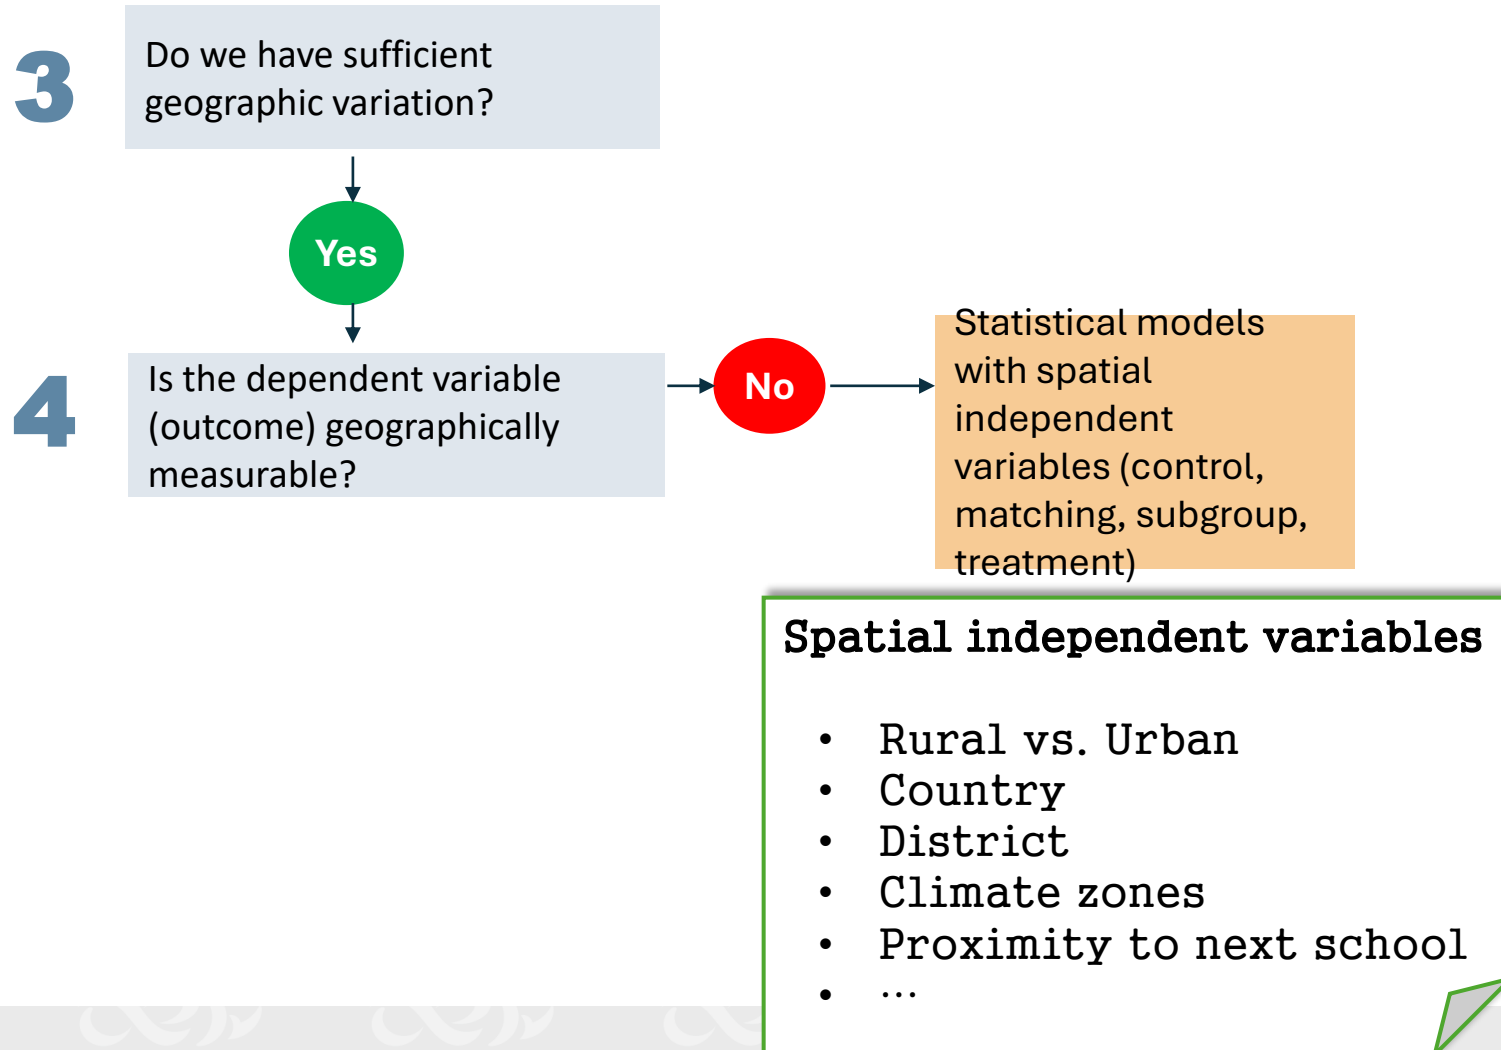 3
Do we have sufficient
geographic variation?
Yes
4
Is the dependent variable
(outcome) geographically
measurable?
No
Statistical models
with spatial
independent
variables (control,
matching, subgroup,
treatment)
Spatial independent variables
• Rural vs. Urban
• Country
• District
• Climate zones
• Proximity to next school
• ...